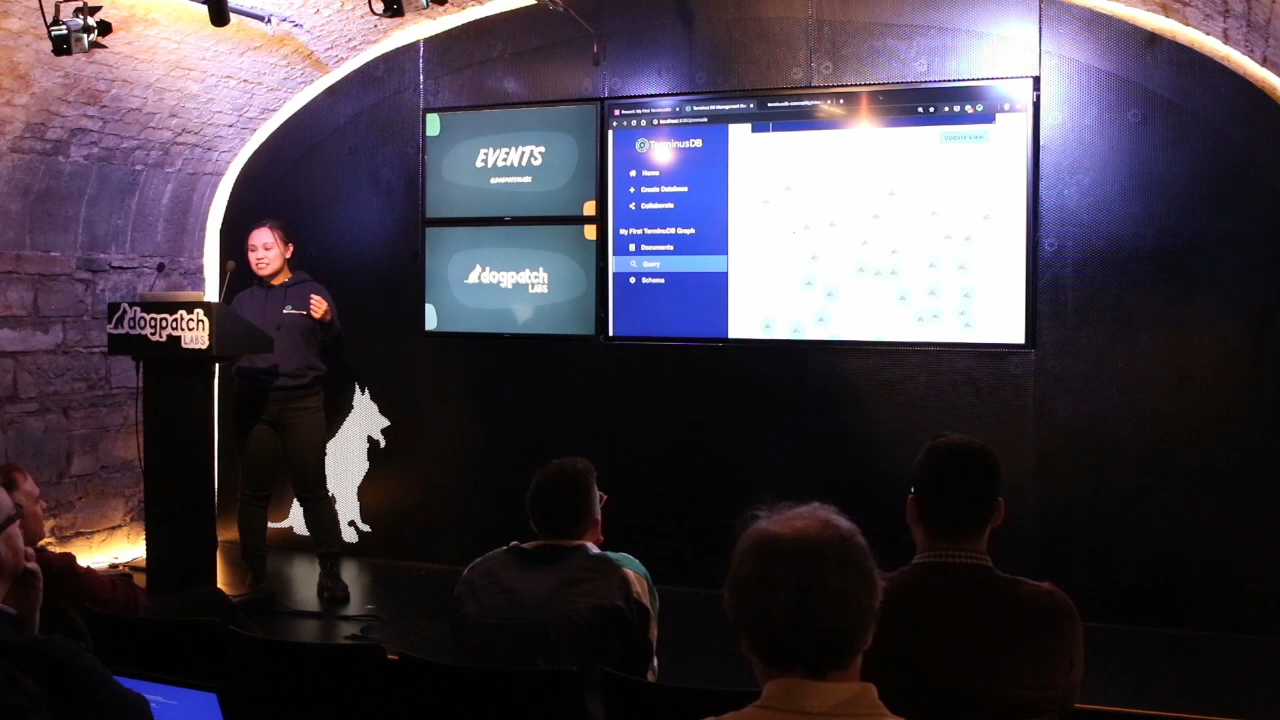 EVENTS
@DOGPATCHLABS
dogpatch
LABS
TerminusDB
Home
Create Database
Collaborate
My First TerminusDB Graph
Documents
Query
Schema
Update View
dogpatch
LABS